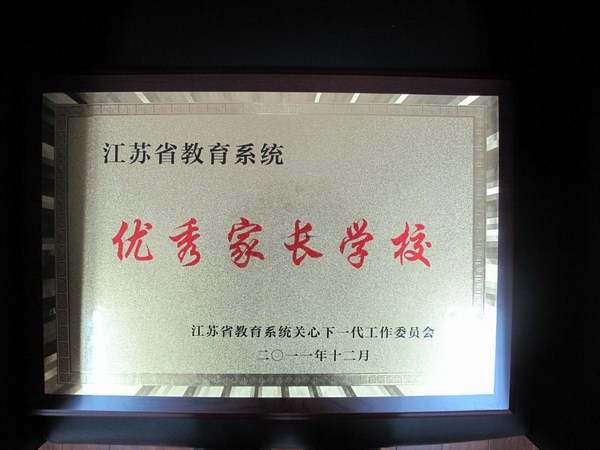 江苏省教育系统
优秀家长学校
江苏省教育系统关心下一代工作委员会
二〇一一年十二月